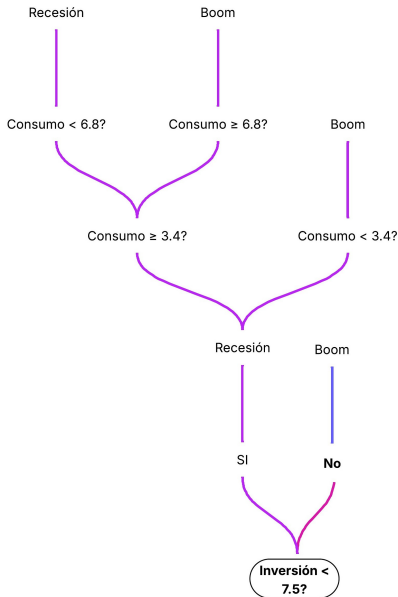 Recesión
Boom
Consumo < 6.8?
Consumo ≥ 6.8?
Boom
Consumo ≥ 3.4?
Consumo < 3.4?
Recesión
Boom
SI
No
Inversión <
7.5?